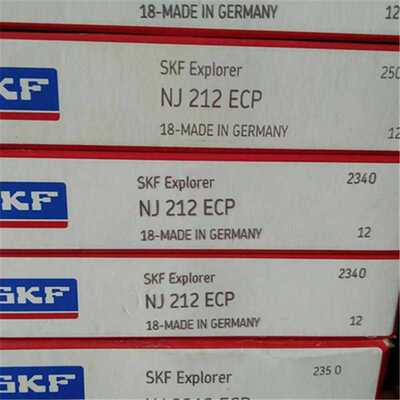 18-MADE IN GERMANY 12
SKF Explorer 250
NJ 212 ECP
18-MADE IN GERMANY 12
SKF
SKF Explorer 2340
NJ 212 ECP
18-MADE IN GERMANY 12
SKF
SKF Explorer 2340
NJ 212 ECP
18-MADE IN GERMANY 12
SKF
SKF Explorer 235 0